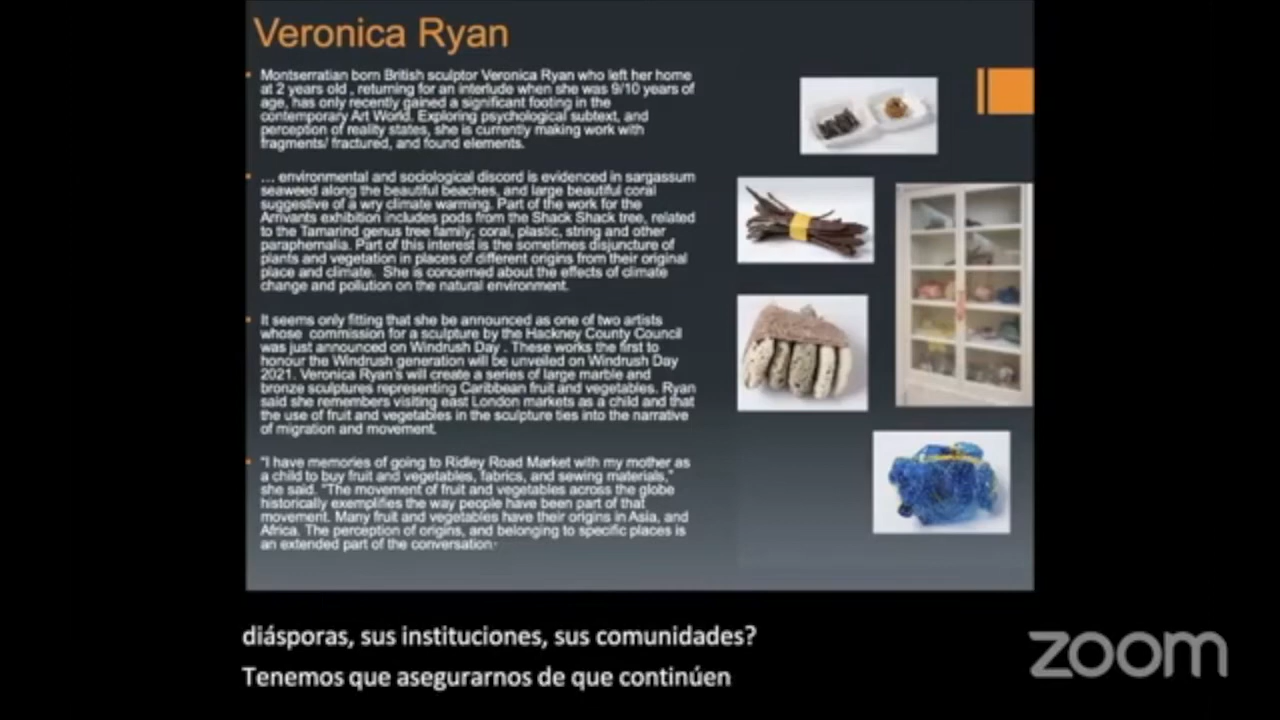 Veronica Ryan
Montserratian born British sculptor Veronica Ryan who left her home
at 2 years old , returning for an interlude when she was 9/10 years of
age, has only recently gained a significant footing in the
contemporary Art World. Exploring psychological subtext, and
perception of reality states, she is currently making work with
fragments/ fractured, and found elements.
... environmental and sociological discord is evidenced in sargassum
seaweed along the beautiful beaches, and large beautiful coral
suggestive of a wry climate warming. Part of the work for the
Arrivants exhibition includes pods from the Shack Shack tree, related
to the Tamarind genus tree family; coral, plastic, string and other
paraphernalia. Part of this interest is the sometimes disjuncture of
plants and vegetation in places of different origins from their original
place and climate. She is concerned about the effects of climate
change and pollution on the natural environment.
It seems only fitting that she be announced as one of two artists
whose commission for a sculpture by the Hackney County Council
was just announced on Windrush Day . These works the first to
honour the Windrush generation will be unveiled on Windrush Day
2021. Veronica Ryan's will create a series of large marble and
bronze sculptures representing Caribbean fruit and vegetables. Ryan
said she remembers visiting east London markets as a child and that
the use of fruit and vegetables in the sculpture ties into the narrative
of migration and movement.
"I have memories of going to Ridley Road Market with my mother as
a child to buy fruit and vegetables, fabrics, and sewing materials,"
she said. "The movement of fruit and vegetables across the globe
historically exemplifies the way people have been part of that
movement. Many fruit and vegetables have their origins in Asia, and
Africa. The perception of origins, and belonging to specific places is
an extended part of the conversation.
diásporas, sus instituciones, sus comunidades?
Tenemos que asegurarnos de que continúen
zoom